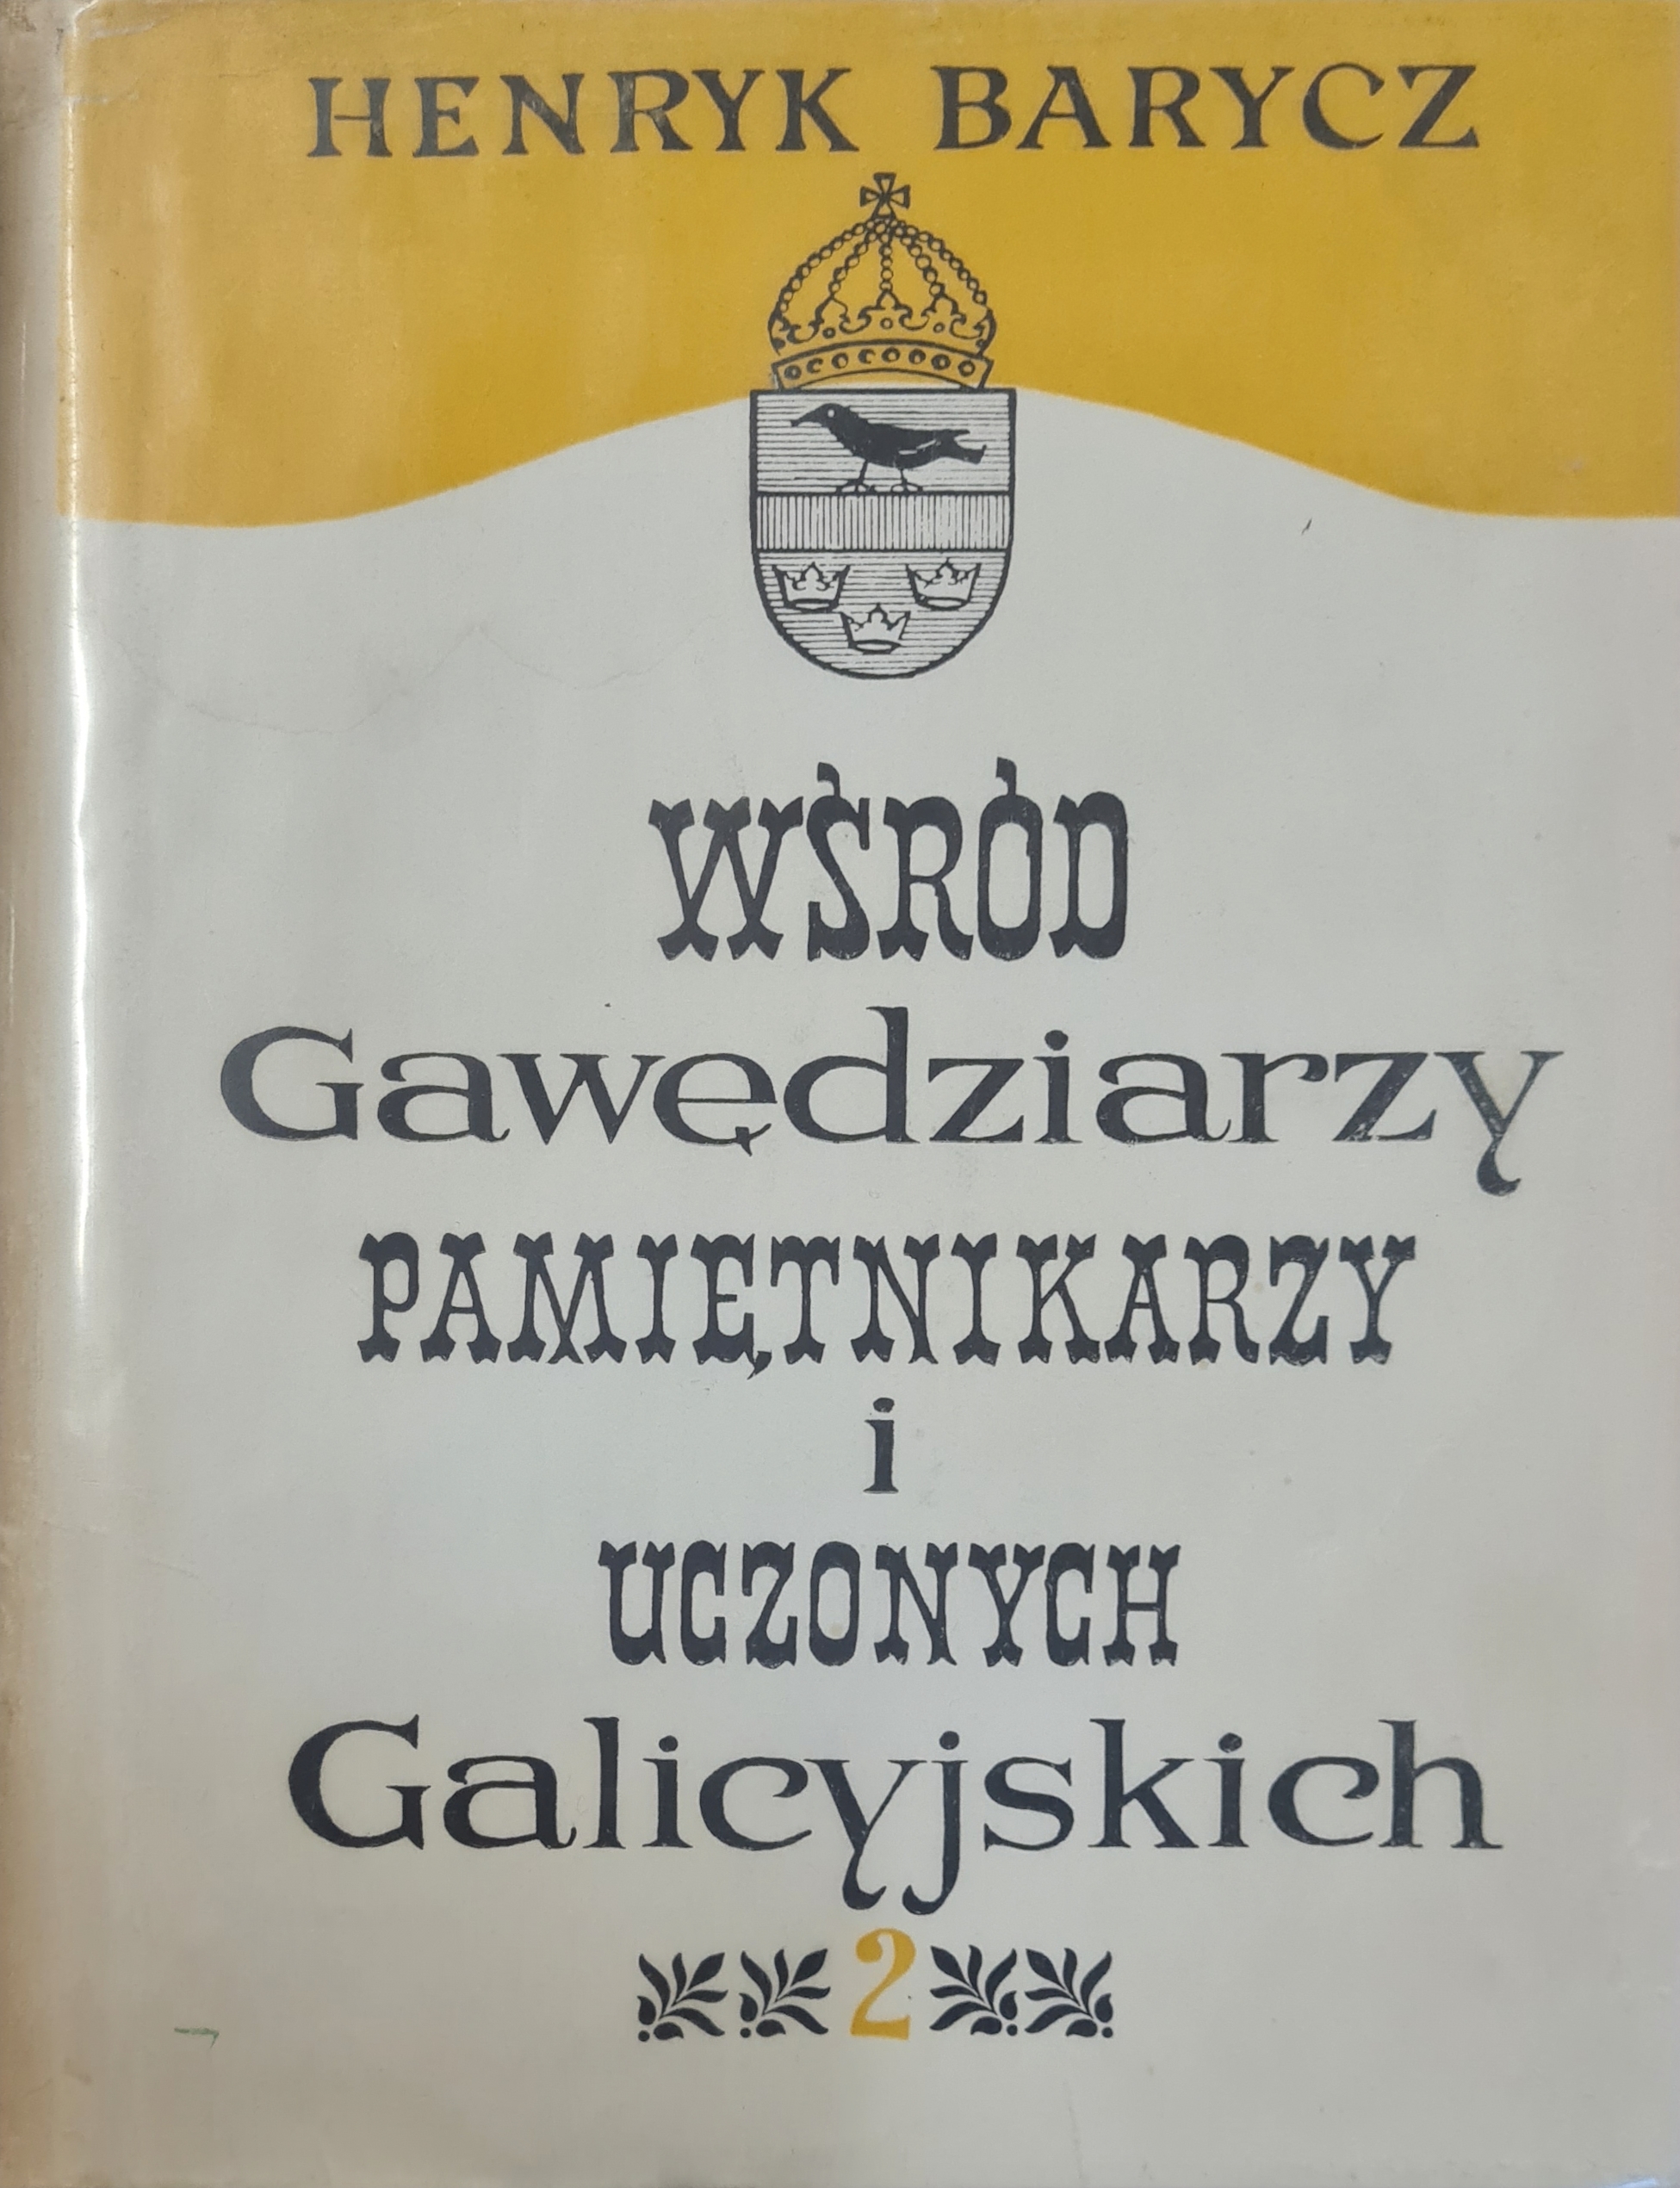 HENRYK BARYCZ
WŚRÓD
Gawędziarzy
PAMIĘTNIKARZY
i
UCZONYCH
Galicyjskich
2